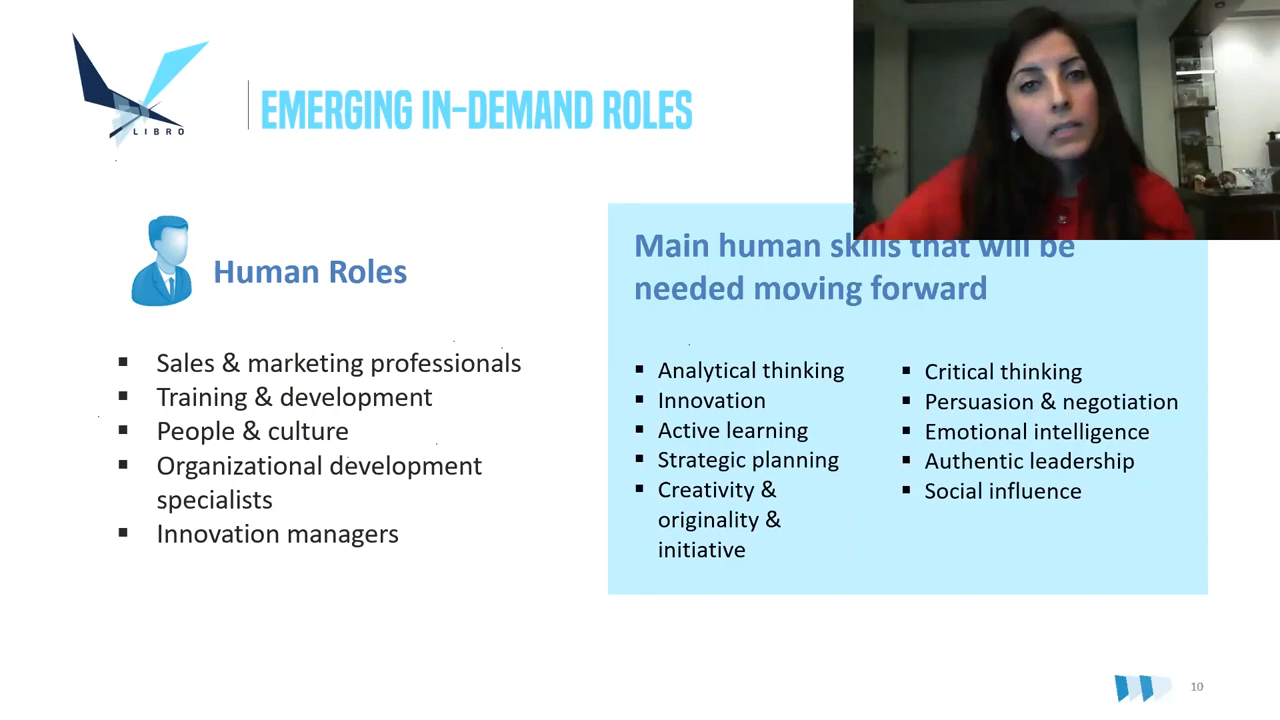 LIBRO
EMERGING IN-DEMAND ROLES
Human Roles
▪ Sales & marketing professionals
▪ Training & development
▪ People & culture
▪ Organizational development
specialists
▪ Innovation managers
Main human skills that will be
needed moving forward
▪ Analytical thinking
▪ Innovation
▪ Active learning
▪ Strategic planning
▪ Creativity &
originality &
initiative
▪ Critical thinking
▪ Persuasion & negotiation
▪ Emotional intelligence
▪ Authentic leadership
▪ Social influence
10